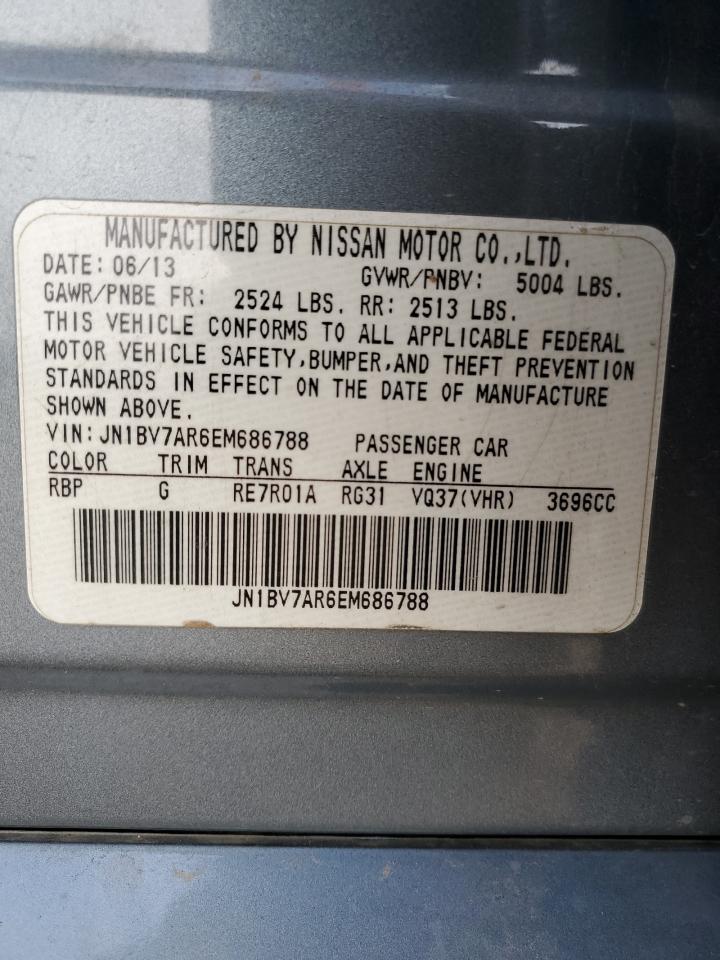 MANUFACTURED BY NISSAN MOTOR CO.,LTD.
DATE: 06/13 GVWR/PNBV: 5004 LBS.
GAWR/PNBE FR: 2524 LBS. RR: 2513 LBS.
THIS VEHICLE CONFORMS TO ALL APPLICABLE FEDERAL
MOTOR VEHICLE SAFETY,BUMPER,AND THEFT PREVENTION
STANDARDS IN EFFECT ON THE DATE OF MANUFACTURE
SHOWN ABOVE.
VIN: JN1BV7AR6EM686788 PASSENGER CAR
COLOR TRIM TRANS AXLE ENGINE
RBP G RE7R01A RG31 VQ37(VHR) 3696CC
JN1BV7AR6EM686788